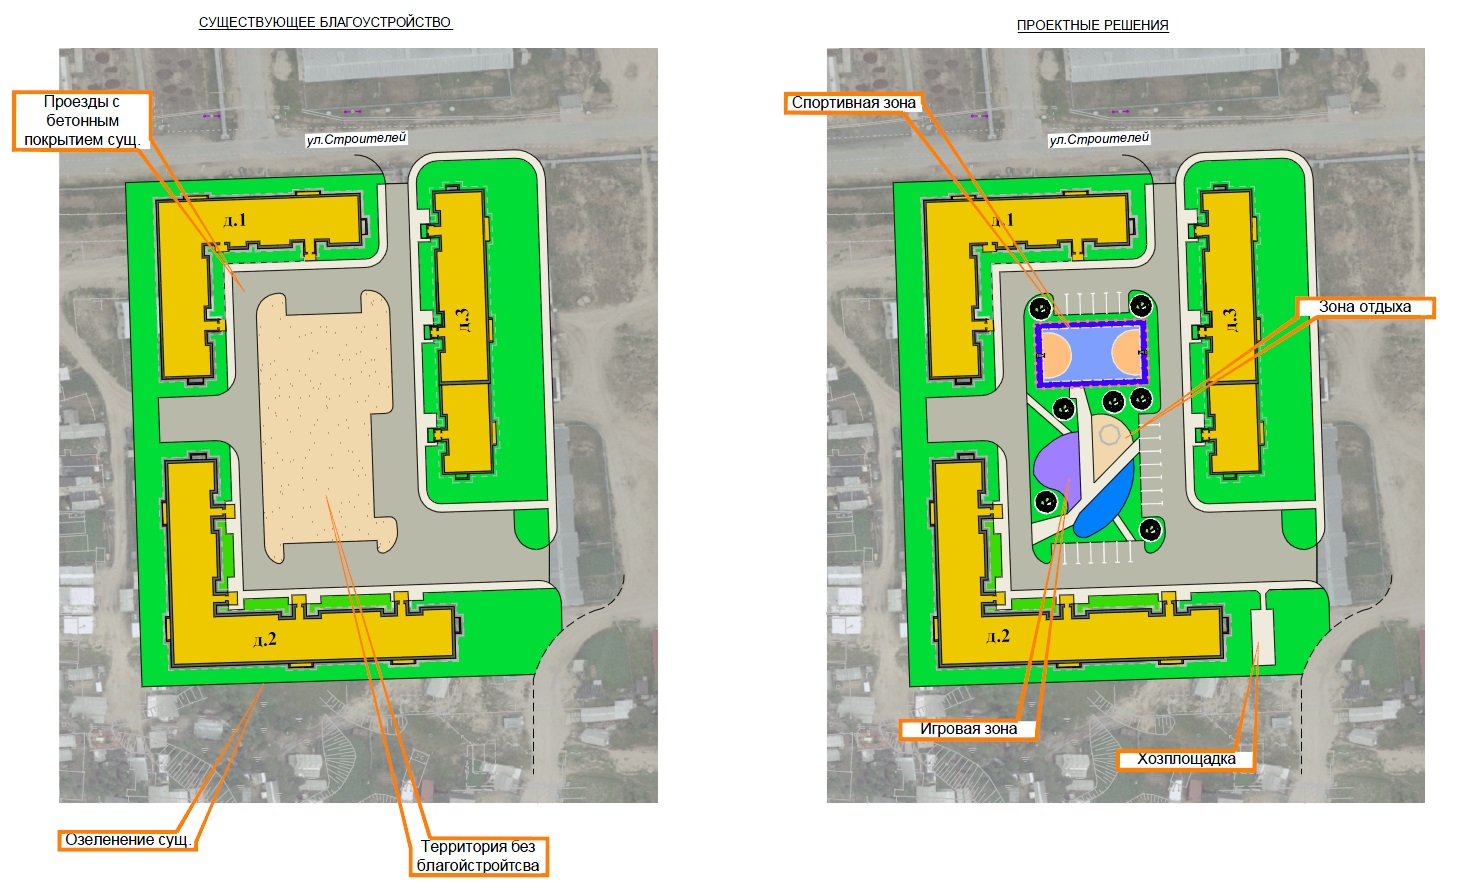 СУЩЕСТВУЮЩЕЕ БЛАГОУСТРОЙСТВО
Проезды с
бетонным
покрытием сущ.
ул.Строителей
д.1
д.3
д.2
Озеленение сущ.
Территория без
благойстройтсва
ПРОЕКТНЫЕ РЕШЕНИЯ
Спортивная зона
ул.Строителей
д.1
Зона отдыха
д.3
д.2
Игровая зона
Хозплощадка